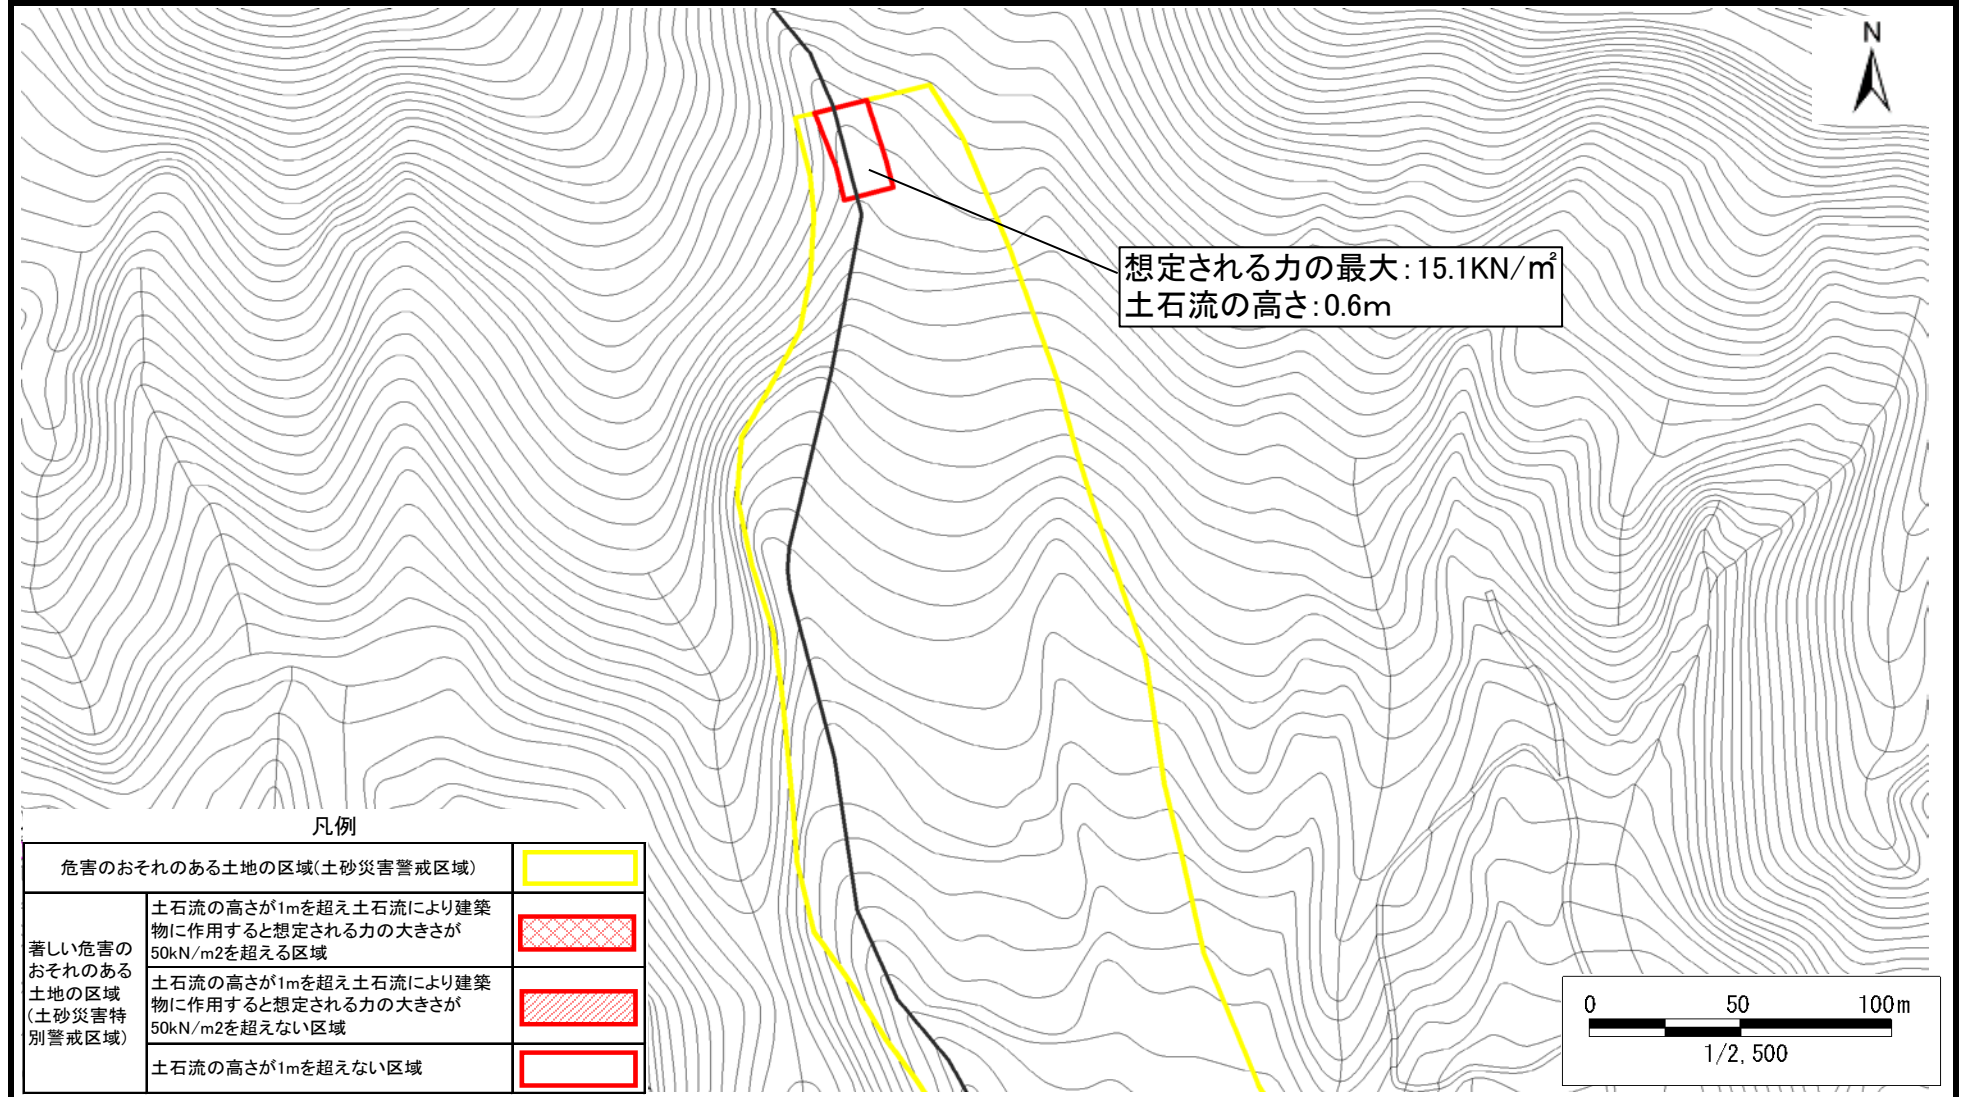 N
想定される力の最大：15.1KN/㎡
土石流の高さ：0.6m
凡例
危害のおそれのある土地の区域(土砂災害警戒区域)
著しい危害の
おそれのある
土地の区域
(土砂災害特
別警戒区域)
土石流の高さが1mを超え土石流により建築
物に作用すると想定される力の大きさが
50kN/m2を超える区域
土石流の高さが1mを超え土石流により建築
物に作用すると想定される力の大きさが
50kN/m2を超えない区域
土石流の高さが1mを超えない区域
0 50 100m
1/2,500